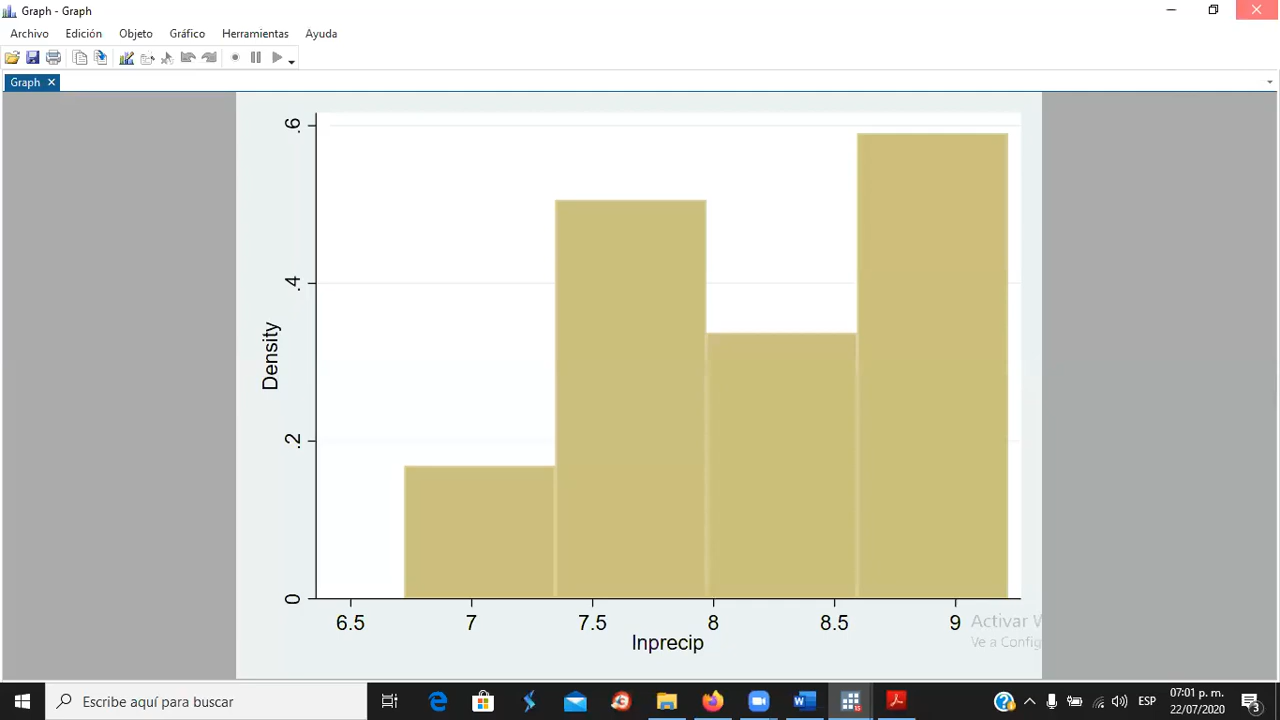 Graph - Graph
Archivo Edición Objeto Gráfico Herramientas Ayuda
Graph
.6
.4
.2
0
Density
6.5 7 7.5 8 8.5 9
lnprecip
Activar
Ve a Config
Escribe aquí para buscar
ESP
07:01 p. m.
22/07/2020
3